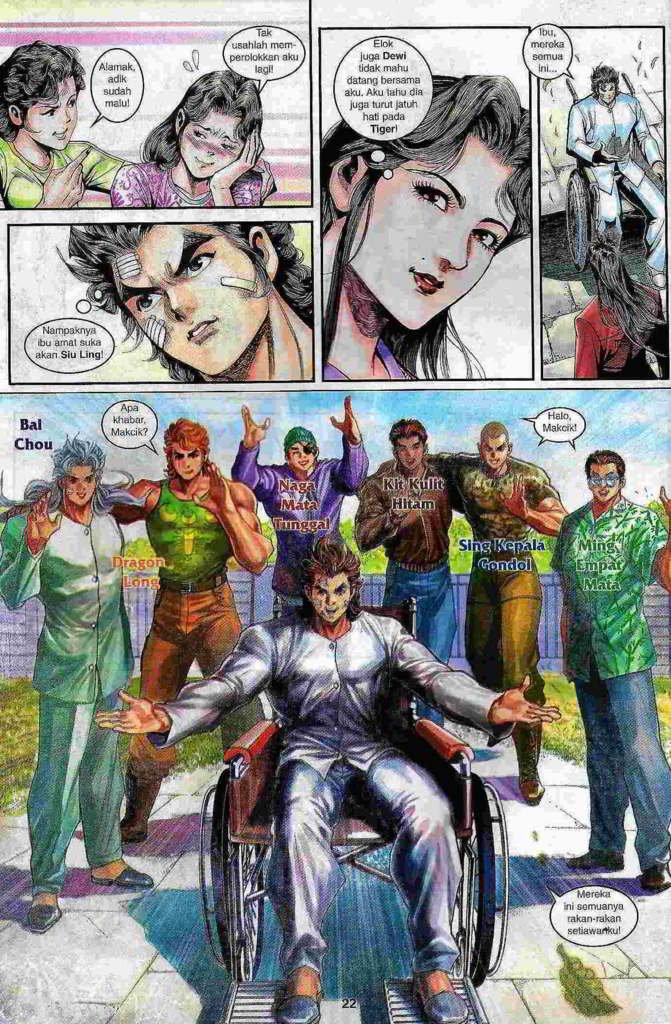 Alamak,
adik
sudah
malu!
Tak
usahlah mem-
perolokkan aku
lagi!
Elok
juga Dewi
tidak mahu
datang bersama
aku. Aku tahu dia
juga turut jatuh
hati pada
Tiger!
Ibu,
mereka
semua
ini...
Nampaknya
ibu amat suka
akan Siu Ling!
Bai
Chou
Apa
khabar,
Makcik?
Halo,
Makcik!
Dragon
Long
Naga
Mata
Tunggal
Kit Kulit
Hitam
Sing Kepala
Gondol
Ming
Empat
Mata
Mereka
ini semuanya
rakan-rakan
setiawanku!
22